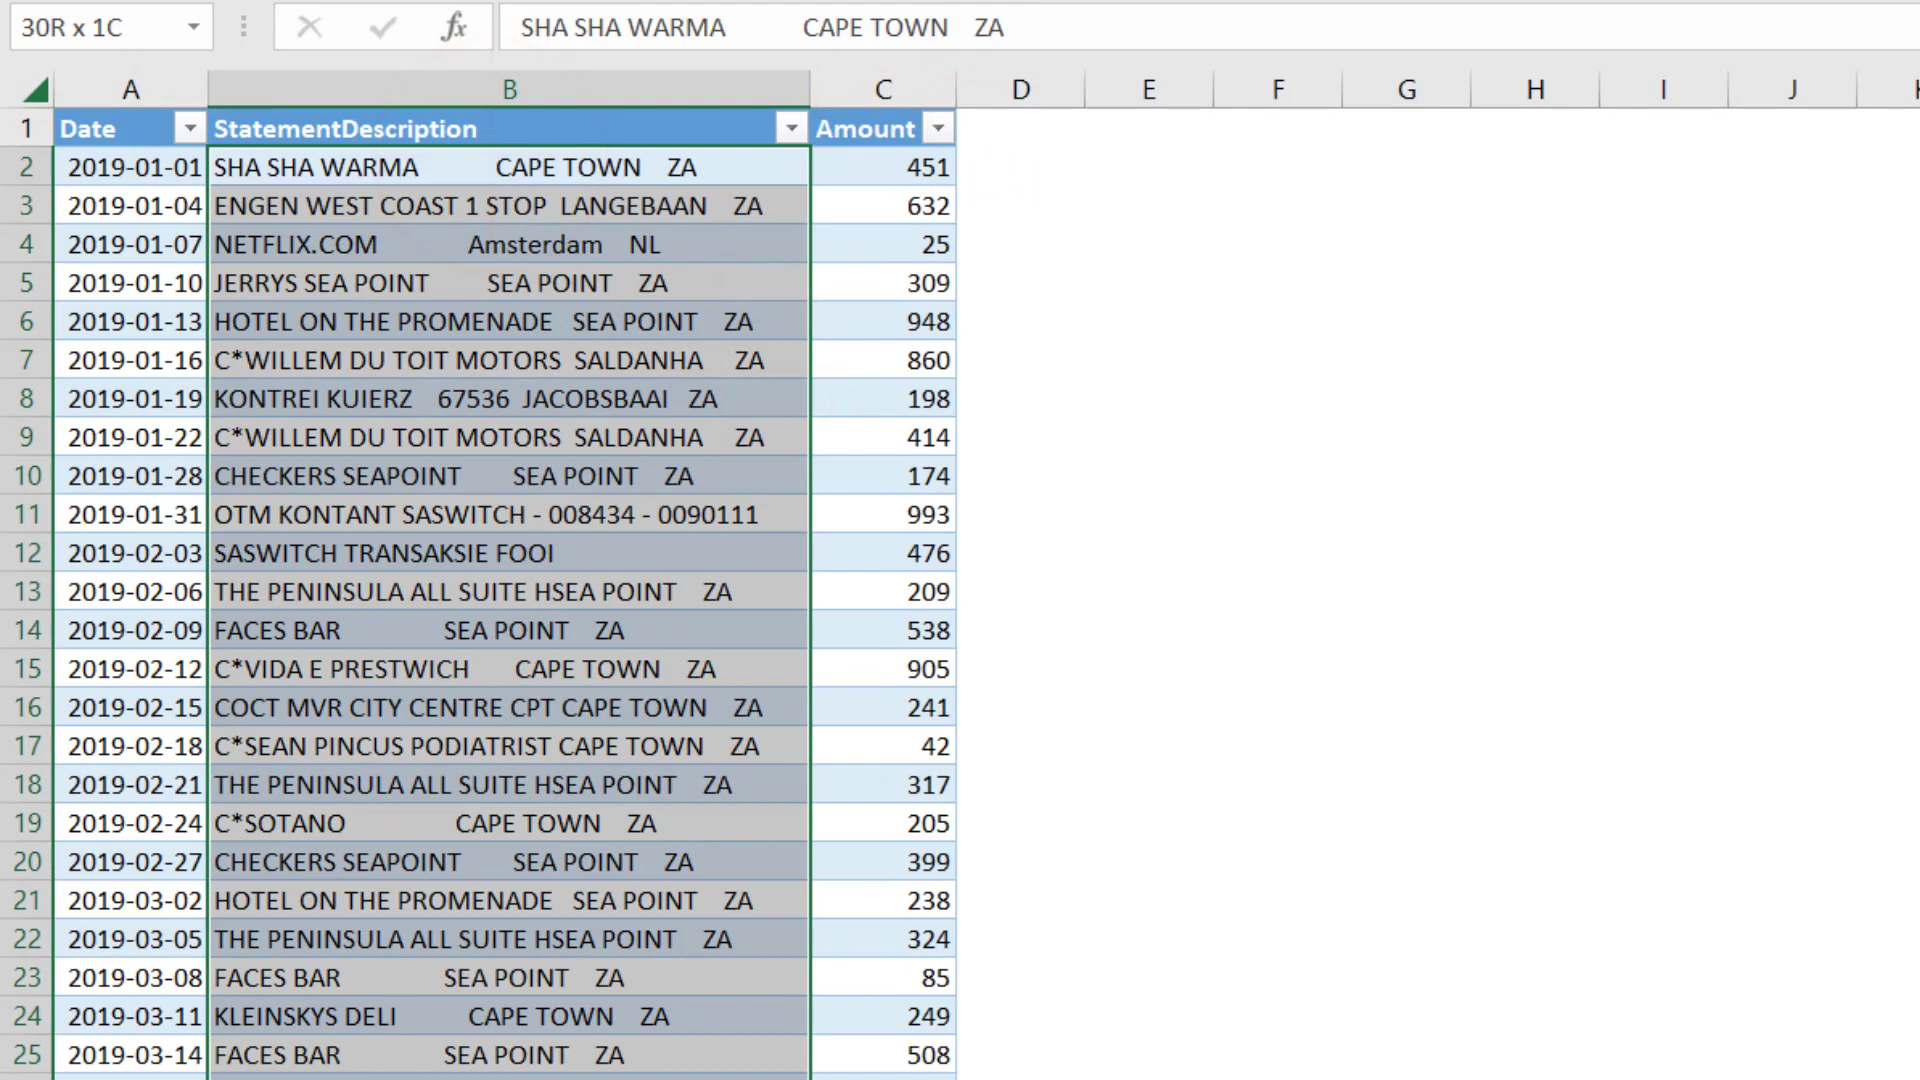 30R x 1C fx SHA SHA WARMA CAPE TOWN ZA
A B C D E F G H I J
1 Date StatementDescription Amount
2 2019-01-01 SHA SHA WARMA CAPE TOWN ZA 451
3 2019-01-04 ENGEN WEST COAST 1 STOP LANGEBAAN ZA 632
4 2019-01-07 NETFLIX.COM Amsterdam NL 25
5 2019-01-10 JERRYS SEA POINT SEA POINT ZA 309
6 2019-01-13 HOTEL ON THE PROMENADE SEA POINT ZA 948
7 2019-01-16 C*WILLEM DU TOIT MOTORS SALDANHA ZA 860
8 2019-01-19 KONTREI KUIERZ 67536 JACOBSBAAI ZA 198
9 2019-01-22 C*WILLEM DU TOIT MOTORS SALDANHA ZA 414
10 2019-01-28 CHECKERS SEAPOINT SEA POINT ZA 174
11 2019-01-31 OTM KONTANT SASWITCH - 008434 - 0090111 993
12 2019-02-03 SASWITCH TRANSAKSIE FOOI 476
13 2019-02-06 THE PENINSULA ALL SUITE HSEA POINT ZA 209
14 2019-02-09 FACES BAR SEA POINT ZA 538
15 2019-02-12 C*VIDA E PRESTWICH CAPE TOWN ZA 905
16 2019-02-15 COCT MVR CITY CENTRE CPT CAPE TOWN ZA 241
17 2019-02-18 C*SEAN PINCUS PODIATRIST CAPE TOWN ZA 42
18 2019-02-21 THE PENINSULA ALL SUITE HSEA POINT ZA 317
19 2019-02-24 C*SOTANO CAPE TOWN ZA 205
20 2019-02-27 CHECKERS SEAPOINT SEA POINT ZA 399
21 2019-03-02 HOTEL ON THE PROMENADE SEA POINT ZA 238
22 2019-03-05 THE PENINSULA ALL SUITE HSEA POINT ZA 324
23 2019-03-08 FACES BAR SEA POINT ZA 85
24 2019-03-11 KLEINSKYS DELI CAPE TOWN ZA 249
25 2019-03-14 FACES BAR SEA POINT ZA 508